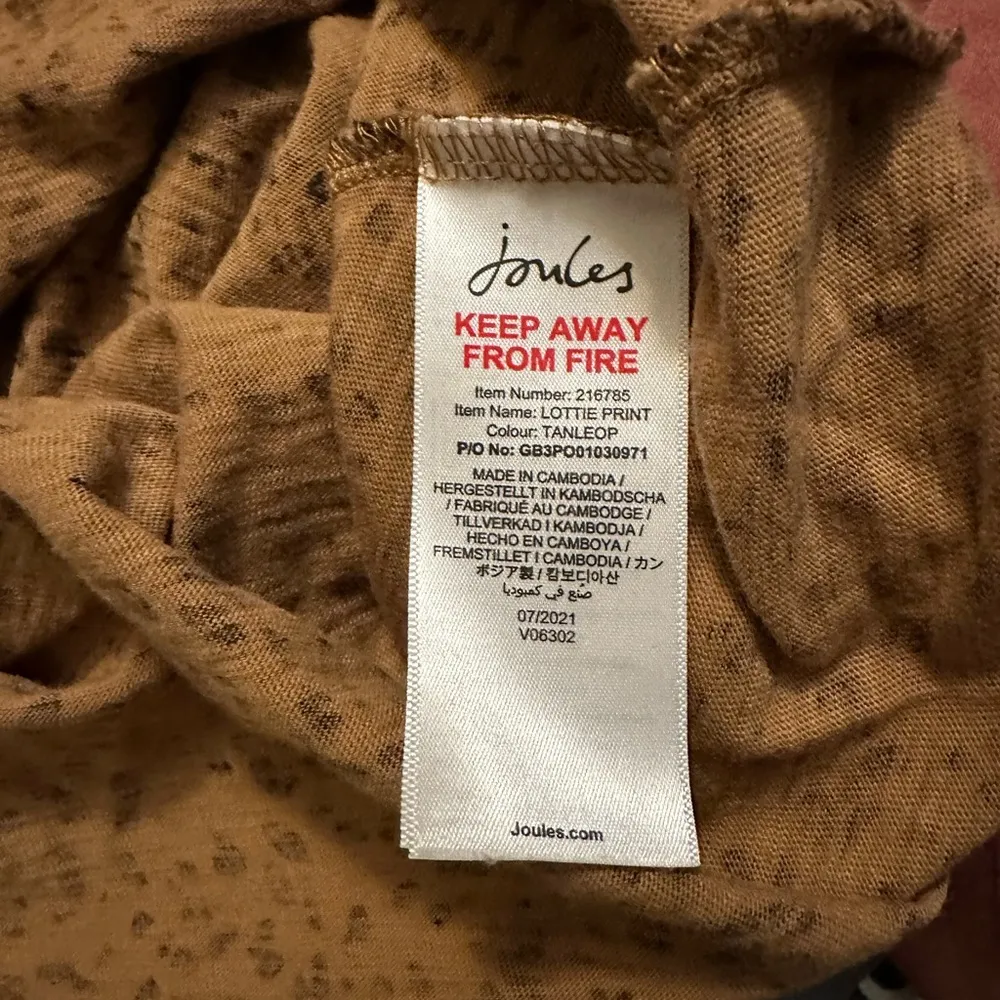 Joules
KEEP AWAY
FROM FIRE
Item Number: 216785
Item Name: LOTTIE PRINT
Colour: TANLEOP
P/O No: GB3PO01030971
MADE IN CAMBODIA /
HERGESTELLT IN KAMBODSCHA
/ FABRIQUÉ AU CAMBODGE /
TILLVERKAD I KAMBODJA /
HECHO EN CAMBOYA /
FREMSTILLET I CAMBODIA / カン
ボジア製 / 캄보디아산
صُنع في كمبوديا
07/2021
V06302
Joules.com